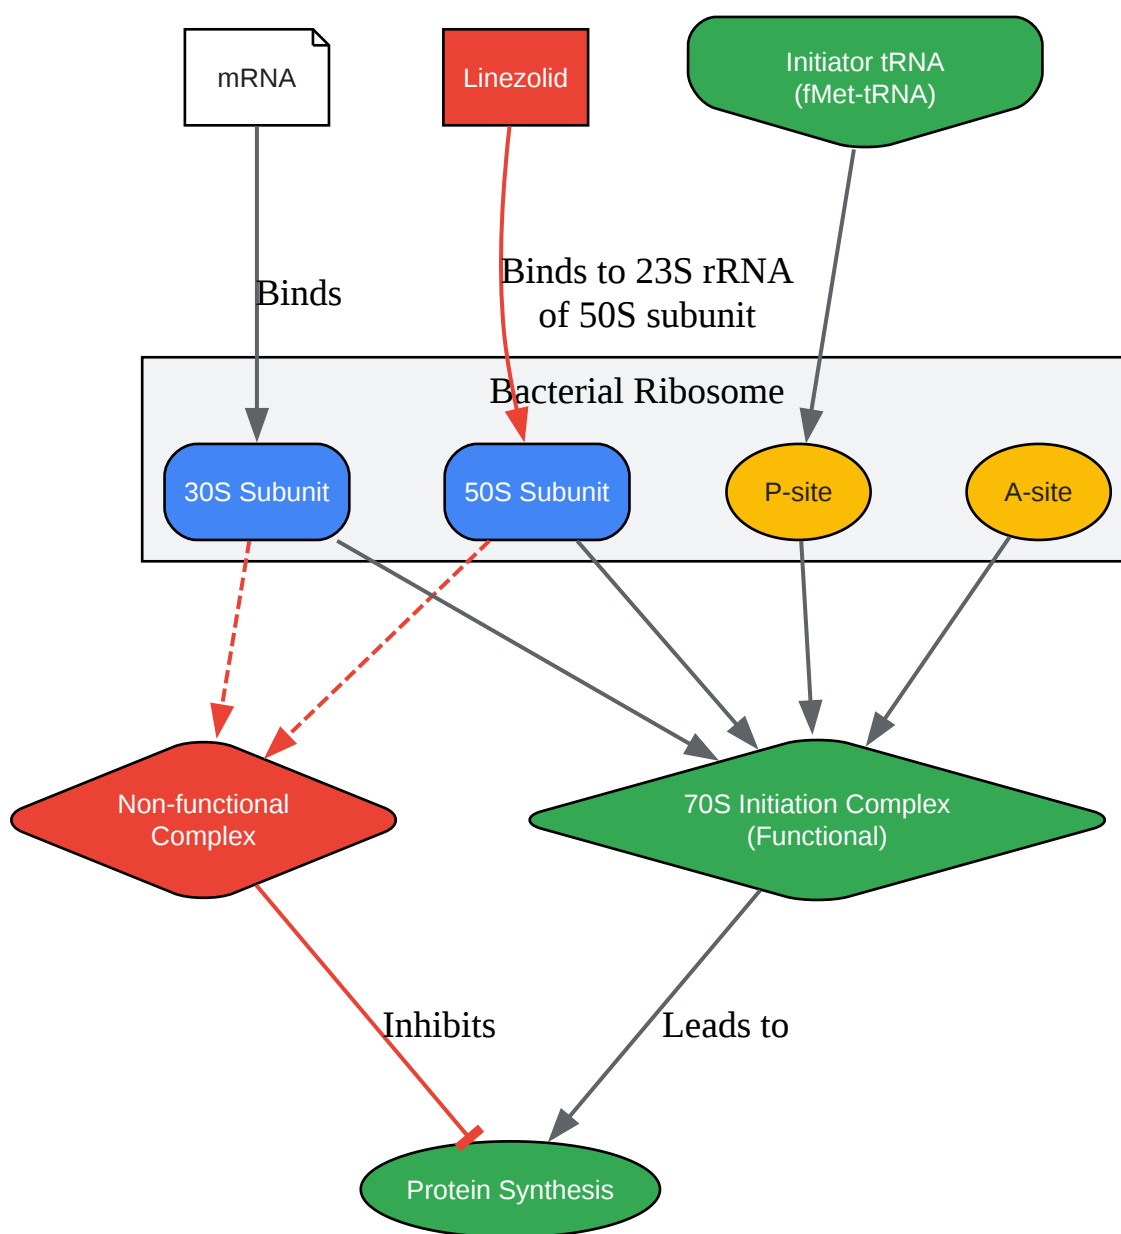 mRNA
Linezolid
Initiator tRNA
(fMet-tRNA)
Binds
Binds to 23S rRNA
of 50S subunit
Bacterial Ribosome
30S Subunit
50S Subunit
P-site
A-site
Non-functional
Complex
70S Initiation Complex
(Functional)
Inhibits
Leads to
Protein Synthesis